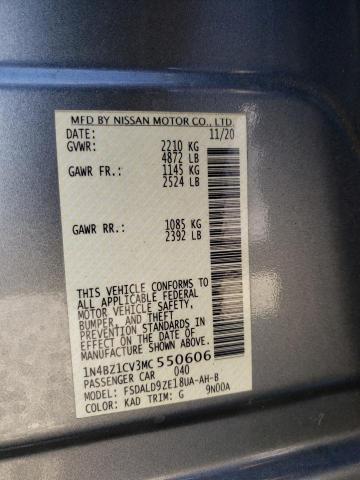 MFD BY NISSAN MOTOR CO., LTD.
DATE: 11/20
GVWR: 2210 KG
4872 LB
GAWR FR.: 1145 KG
2524 LB
GAWR RR.: 1085 KG
2392 LB
THIS VEHICLE CONFORMS TO
ALL APPLICABLE FEDERAL
MOTOR VEHICLE SAFETY,
BUMPER, AND THEFT
PREVENTION STANDARDS IN
EFFECT ON THE DATE OF
MANUFACTURE SHOWN ABOVE.
1N4BZ1CV3MC550606
PASSENGER CAR 040
MODEL: FSDALD9ZE18UA-AH-B
COLOR: KAD TRIM: G 9N00A